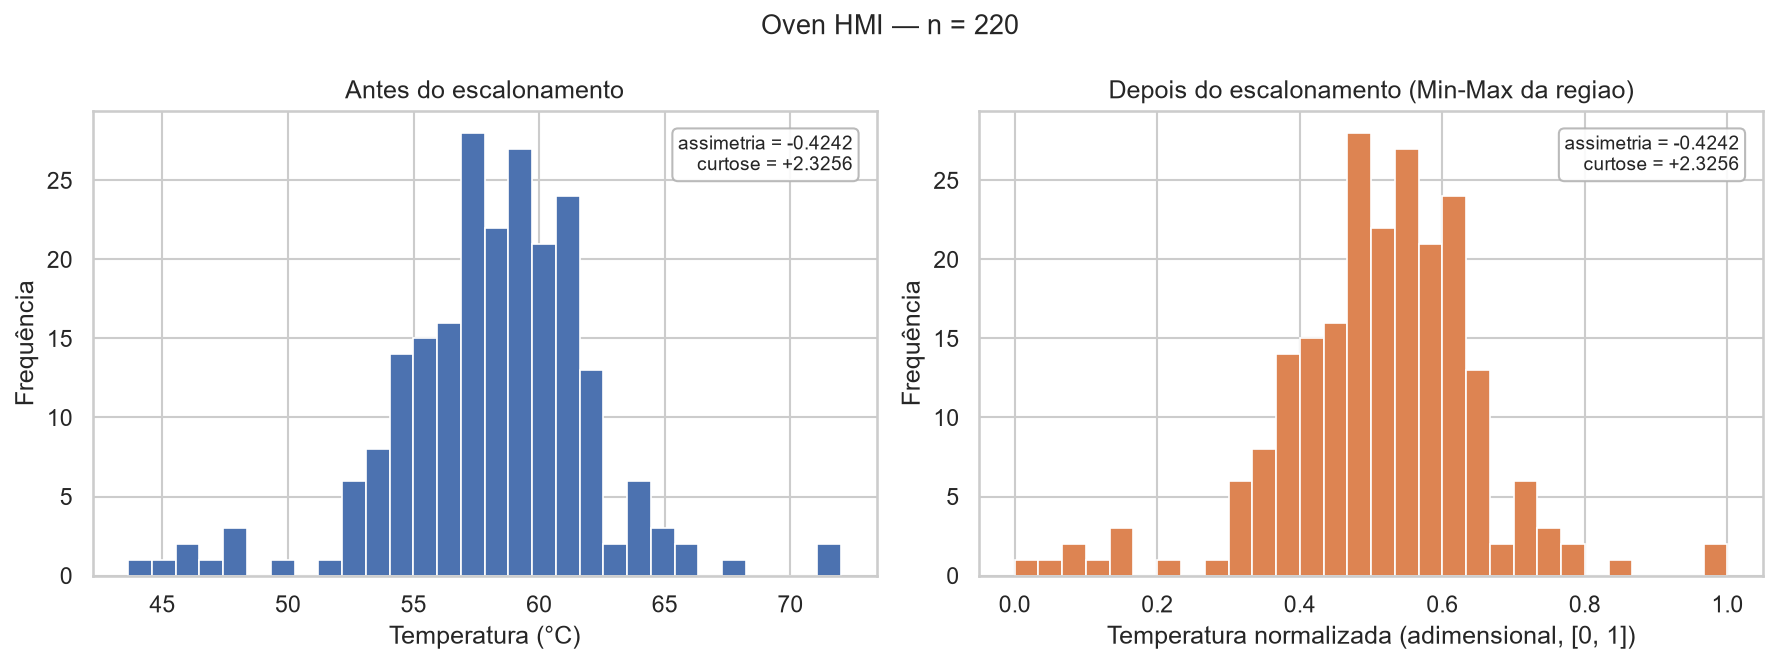 Oven HMI — n = 220
Antes do escalonamento
assimetria = -0.4242
curtose = +2.3256
Frequência
25
20
15
10
5
0
45 50 55 60 65 70
Temperatura (°C)
Depois do escalonamento (Min-Max da regiao)
assimetria = -0.4242
curtose = +2.3256
Frequência
25
20
15
10
5
0
0.0 0.2 0.4 0.6 0.8 1.0
Temperatura normalizada (adimensional, [0, 1])